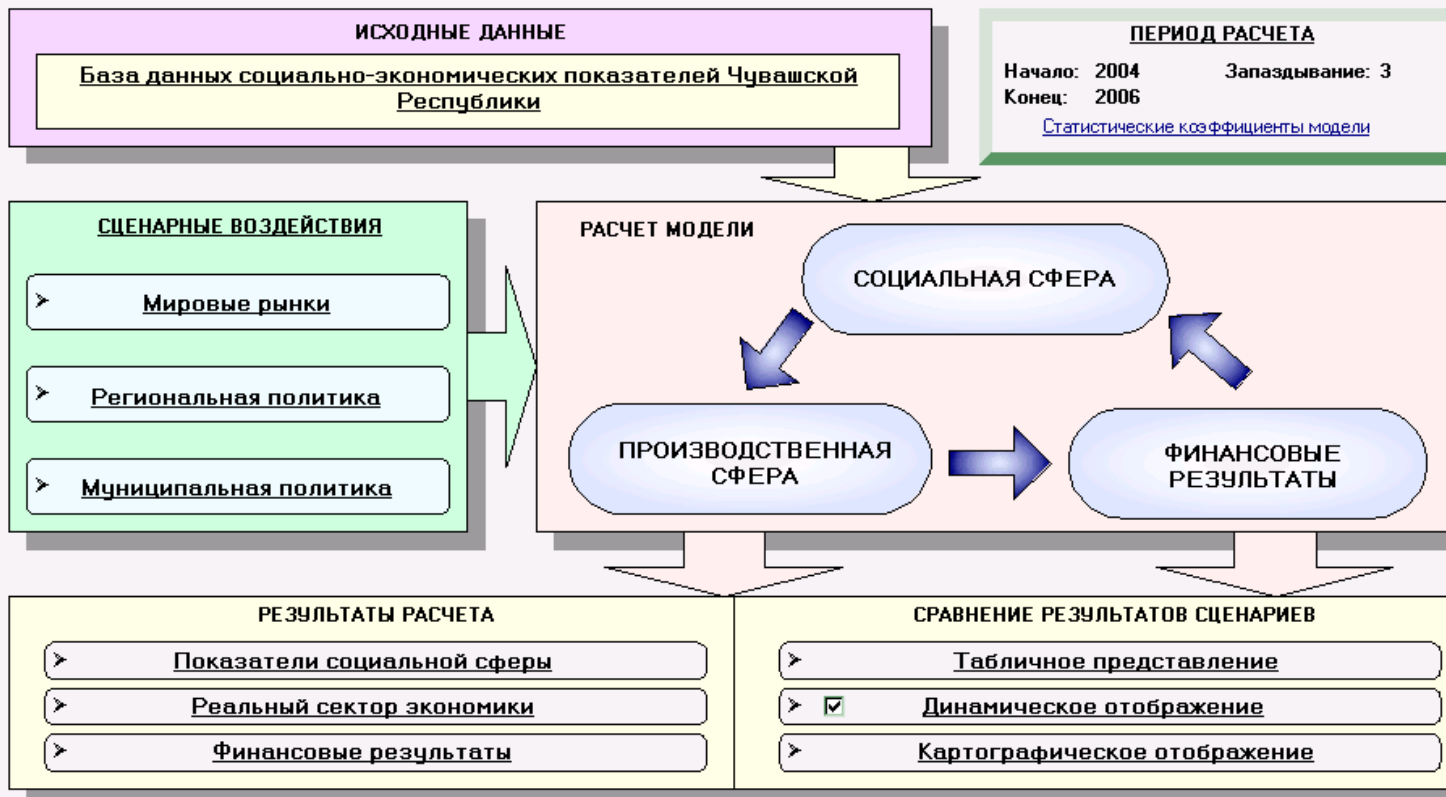 ИСХОДНЫЕ ДАННЫЕ
База данных социально-экономических показателей Чувашской
Республики
ПЕРИОД РАСЧЕТА
Начало: 2004 Запаздывание: 3
Конец: 2006
Статистические коэффициенты модели
СЦЕНАРНЫЕ ВОЗДЕЙСТВИЯ
Мировые рынки
Региональная политика
Муниципальная политика
РАСЧЕТ МОДЕЛИ
СОЦИАЛЬНАЯ СФЕРА
ПРОИЗВОДСТВЕННАЯ
СФЕРА
ФИНАНСОВЫЕ
РЕЗУЛЬТАТЫ
РЕЗУЛЬТАТЫ РАСЧЕТА
Показатели социальной сферы
Реальный сектор экономики
Финансовые результаты
СРАВНЕНИЕ РЕЗУЛЬТАТОВ СЦЕНАРИЕВ
Табличное представление
Динамическое отображение
Картографическое отображение